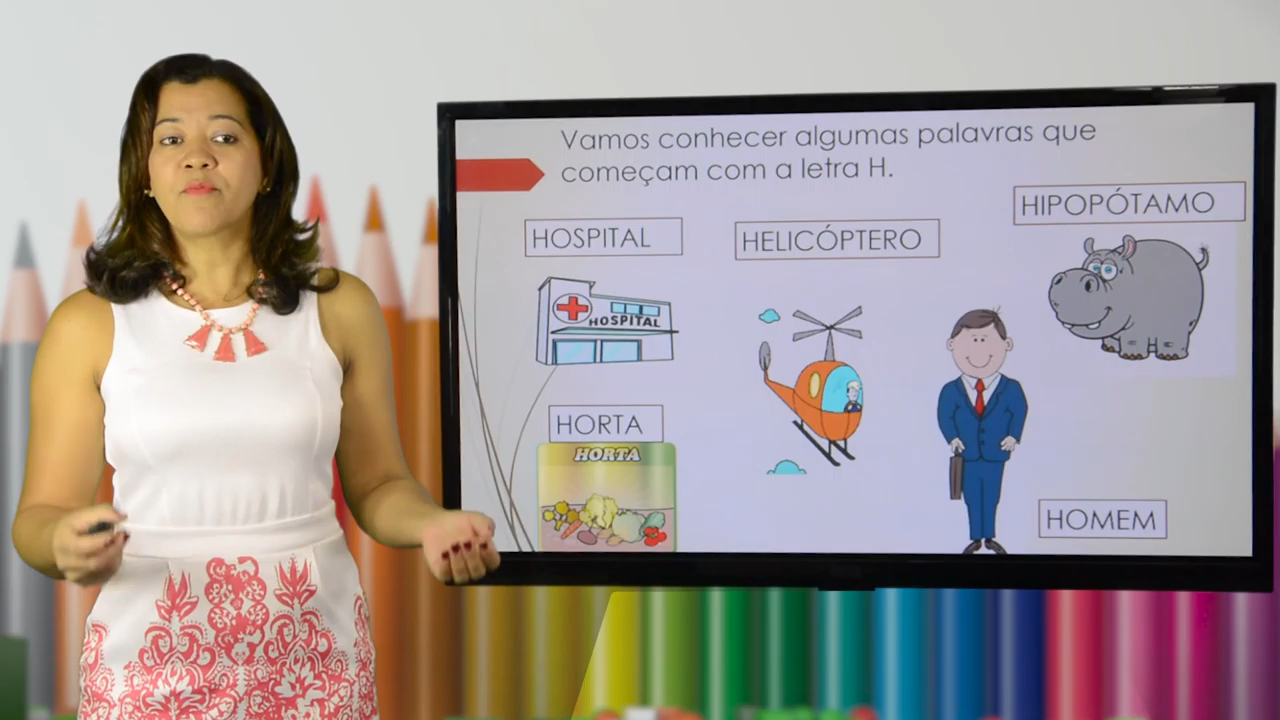 Vamos conhecer algumas palavras que
começam com a letra H.
HOSPITAL
HELICÓPTERO
HIPOPÓTAMO
HOSPITAL
HORTA
HORTA
HOMEM